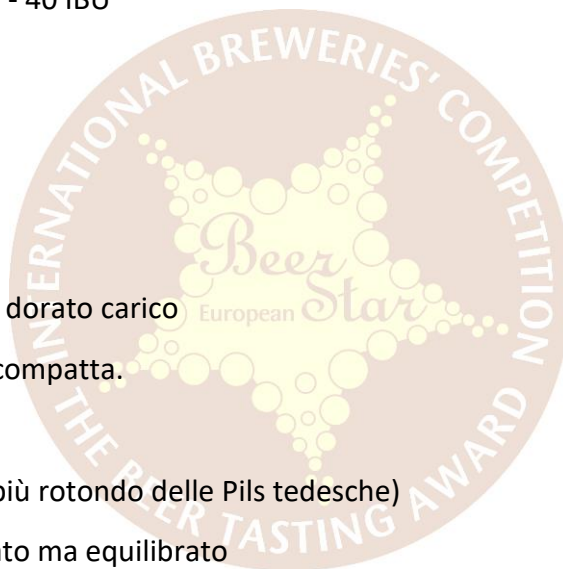 - 40 IBU
INTERNATIONAL BREWERIES' COMPETITION
Beer
dorato carico
European Star
compatta.
più rotondo delle Pils tedesche)
THE BEER TASTING AWARD
to ma equilibrato